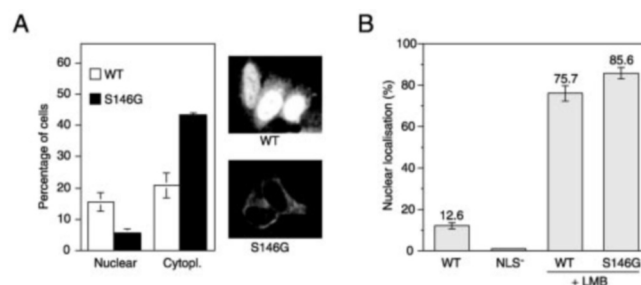 A
Percentage of cells
60
50
40
30
20
10
0
WT
S146G
Nuclear
Cytopl.
WT
S146G
B
Nuclear localisation (%)
100
80
60
40
20
0
12.6
75.7
85.6
WT
NLS-
WT
S146G
+ LMB